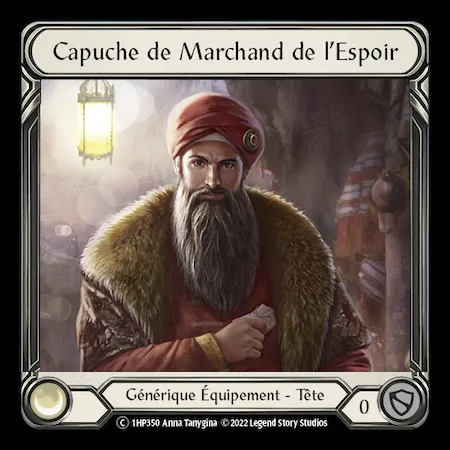 Capuche de Marchand de l'Espoir
Générique Équipement - Tête
0
C 1HP350 Anna Tanygina ©2022 Legend Story Studios